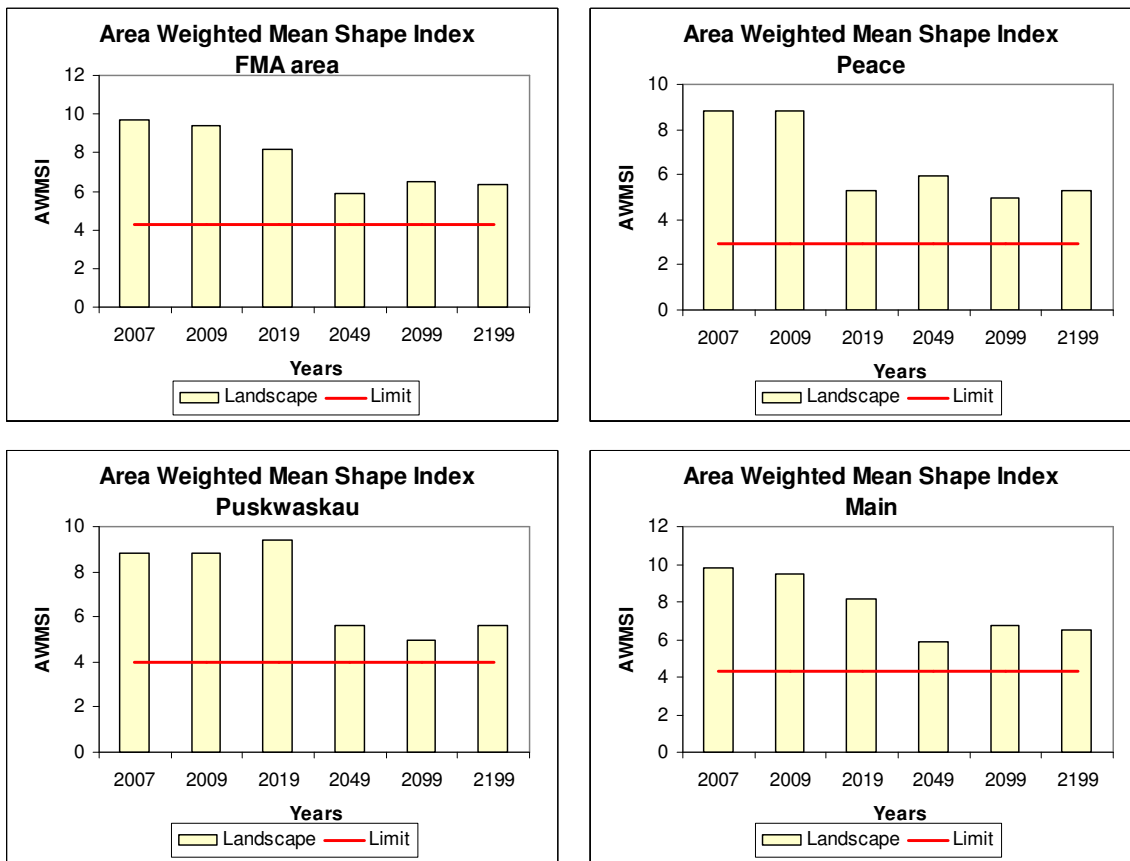 Area Weighted Mean Shape Index
FMA area
12
10
8
6
4
2
0
AWMSI
2007 2009 2019 2049 2099 2199
Years
Landscape Limit
Area Weighted Mean Shape Index
Peace
10
8
6
4
2
0
AWMSI
2007 2009 2019 2049 2099 2199
Years
Landscape Limit
Area Weighted Mean Shape Index
Puskwaskau
10
8
6
4
2
0
AWMSI
2007 2009 2019 2049 2099 2199
Years
Landscape Limit
Area Weighted Mean Shape Index
Main
12
10
8
6
4
2
0
AWMSI
2007 2009 2019 2049 2099 2199
Years
Landscape Limit